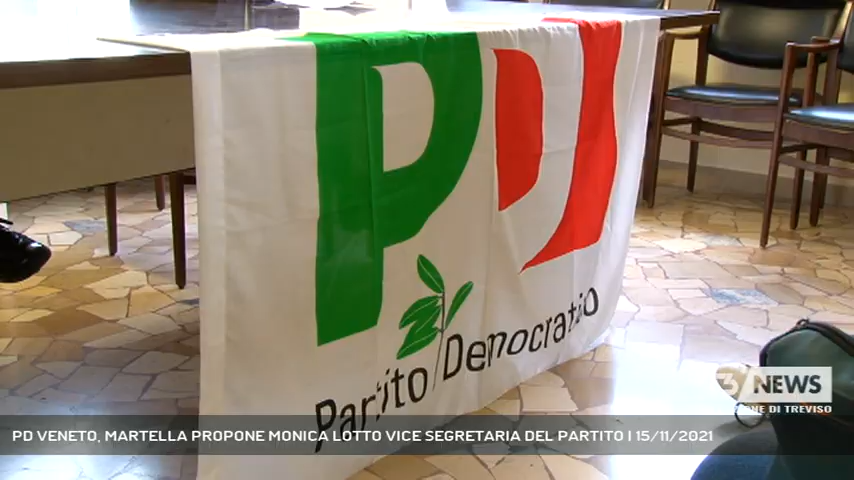 PD
Partito Democratico
3 NEWS
DI TREVISO
PD VENETO, MARTELLA PROPONE MONICA LOTTO VICE SEGRETARIA DEL PARTITO | 15/11/2021